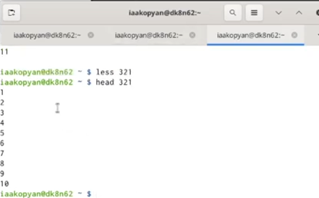 iaakopyan@dk8n62:~
iaakopyan@dk8n62:~ iaakopyan@dk8n62:~ iaakopyan@dk8n62:~
11
iaakopyan@dk8n62 ~ $ less 321
iaakopyan@dk8n62 ~ $ head 321
1
2
3
4
5
6
7
8
9
10
iaakopyan@dk8n62 ~ $